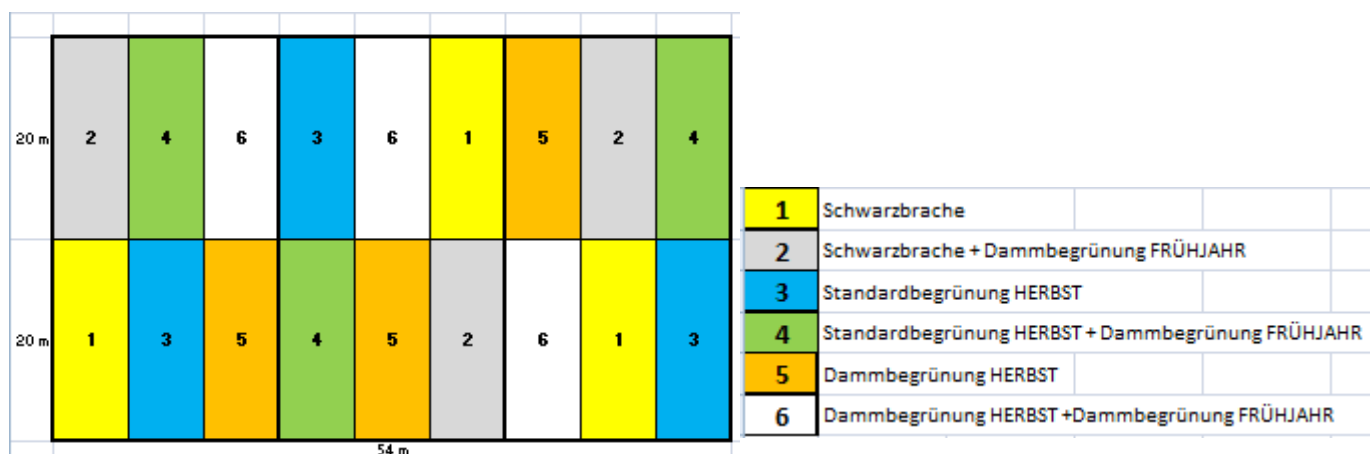 20 m 2 4 6 3 6 1 5 2 4
20 m 1 3 5 4 5 2 6 1 3
54 m
1 Schwarzbrache
2 Schwarzbrache + Dammbegrünung FRÜHJAHR
3 Standardbegrünung HERBST
4 Standardbegrünung HERBST + Dammbegrünung FRÜHJAHR
5 Dammbegrünung HERBST
6 Dammbegrünung HERBST +Dammbegrünung FRÜHJAHR